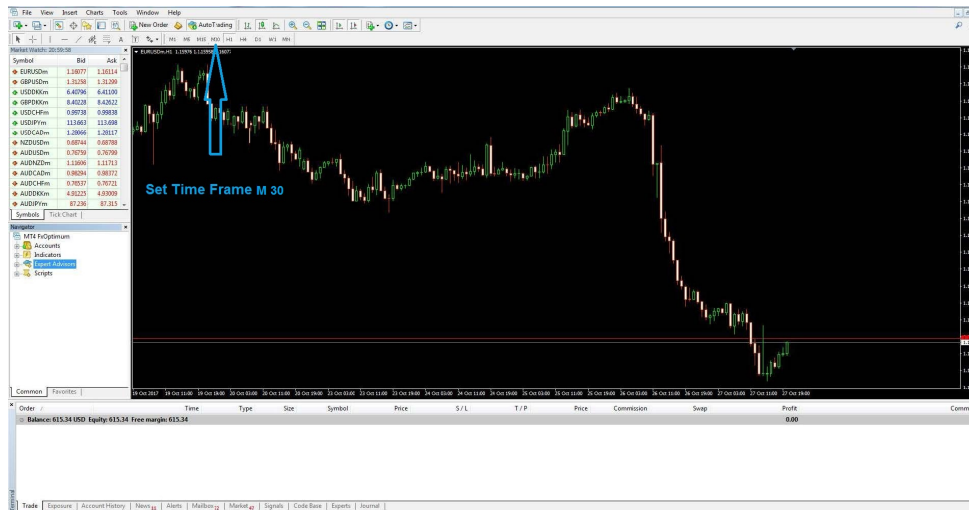 File View Insert Charts Tools Window Help
New Order AutoTrading
A T M1 M5 M15 M30 H1 H4 D1 W1 MN
Market Watch: 20:59:58
Symbol Bid Ask
EURUSDm 1.16077 1.16114
GBPUSDm 1.31258 1.31299
USDDKKm 6.40796 6.41100
GBPDKKm 8.40228 8.42622
USDCHFm 0.99738 0.99838
USDJPYm 113.663 113.698
USDCADm 1.28066 1.28117
NZDUSDm 0.68744 0.68788
AUDUSDm 0.76759 0.76799
AUDNZDm 1.11606 1.11713
AUDCADm 0.98294 0.98372
AUDCHFm 0.76537 0.76721
AUDDKKm 4.91225 4.93009
AUDJPYm 87.236 87.315
Symbols Tick Chart
Navigator
MT4 FxOptimum
Accounts
Indicators
Expert Advisors
Scripts
Common Favorites
EURUSDm,H1
Set Time Frame M 30
19 Oct 2017 19 Oct 11:00 19 Oct 19:00 20 Oct 03:00 20 Oct 11:00 20 Oct 19:00 23 Oct 03:00 23 Oct 11:00 23 Oct 19:00 24 Oct 03:00 24 Oct 11:00 24 Oct 19:00 25 Oct 03:00 25 Oct 11:00 25 Oct 19:00 26 Oct 03:00 26 Oct 11:00 26 Oct 19:00 27 Oct 03:00 27 Oct 11:00 27 Oct 19:00
Order Time Type Size Symbol Price S / L T / P Price Commission Swap Profit Comm
Balance: 615.34 USD Equity: 615.34 Free margin: 615.34 0.00
Terminal
Trade Exposure Account History News Alerts Mailbox Market Signals Code Base Experts Journal